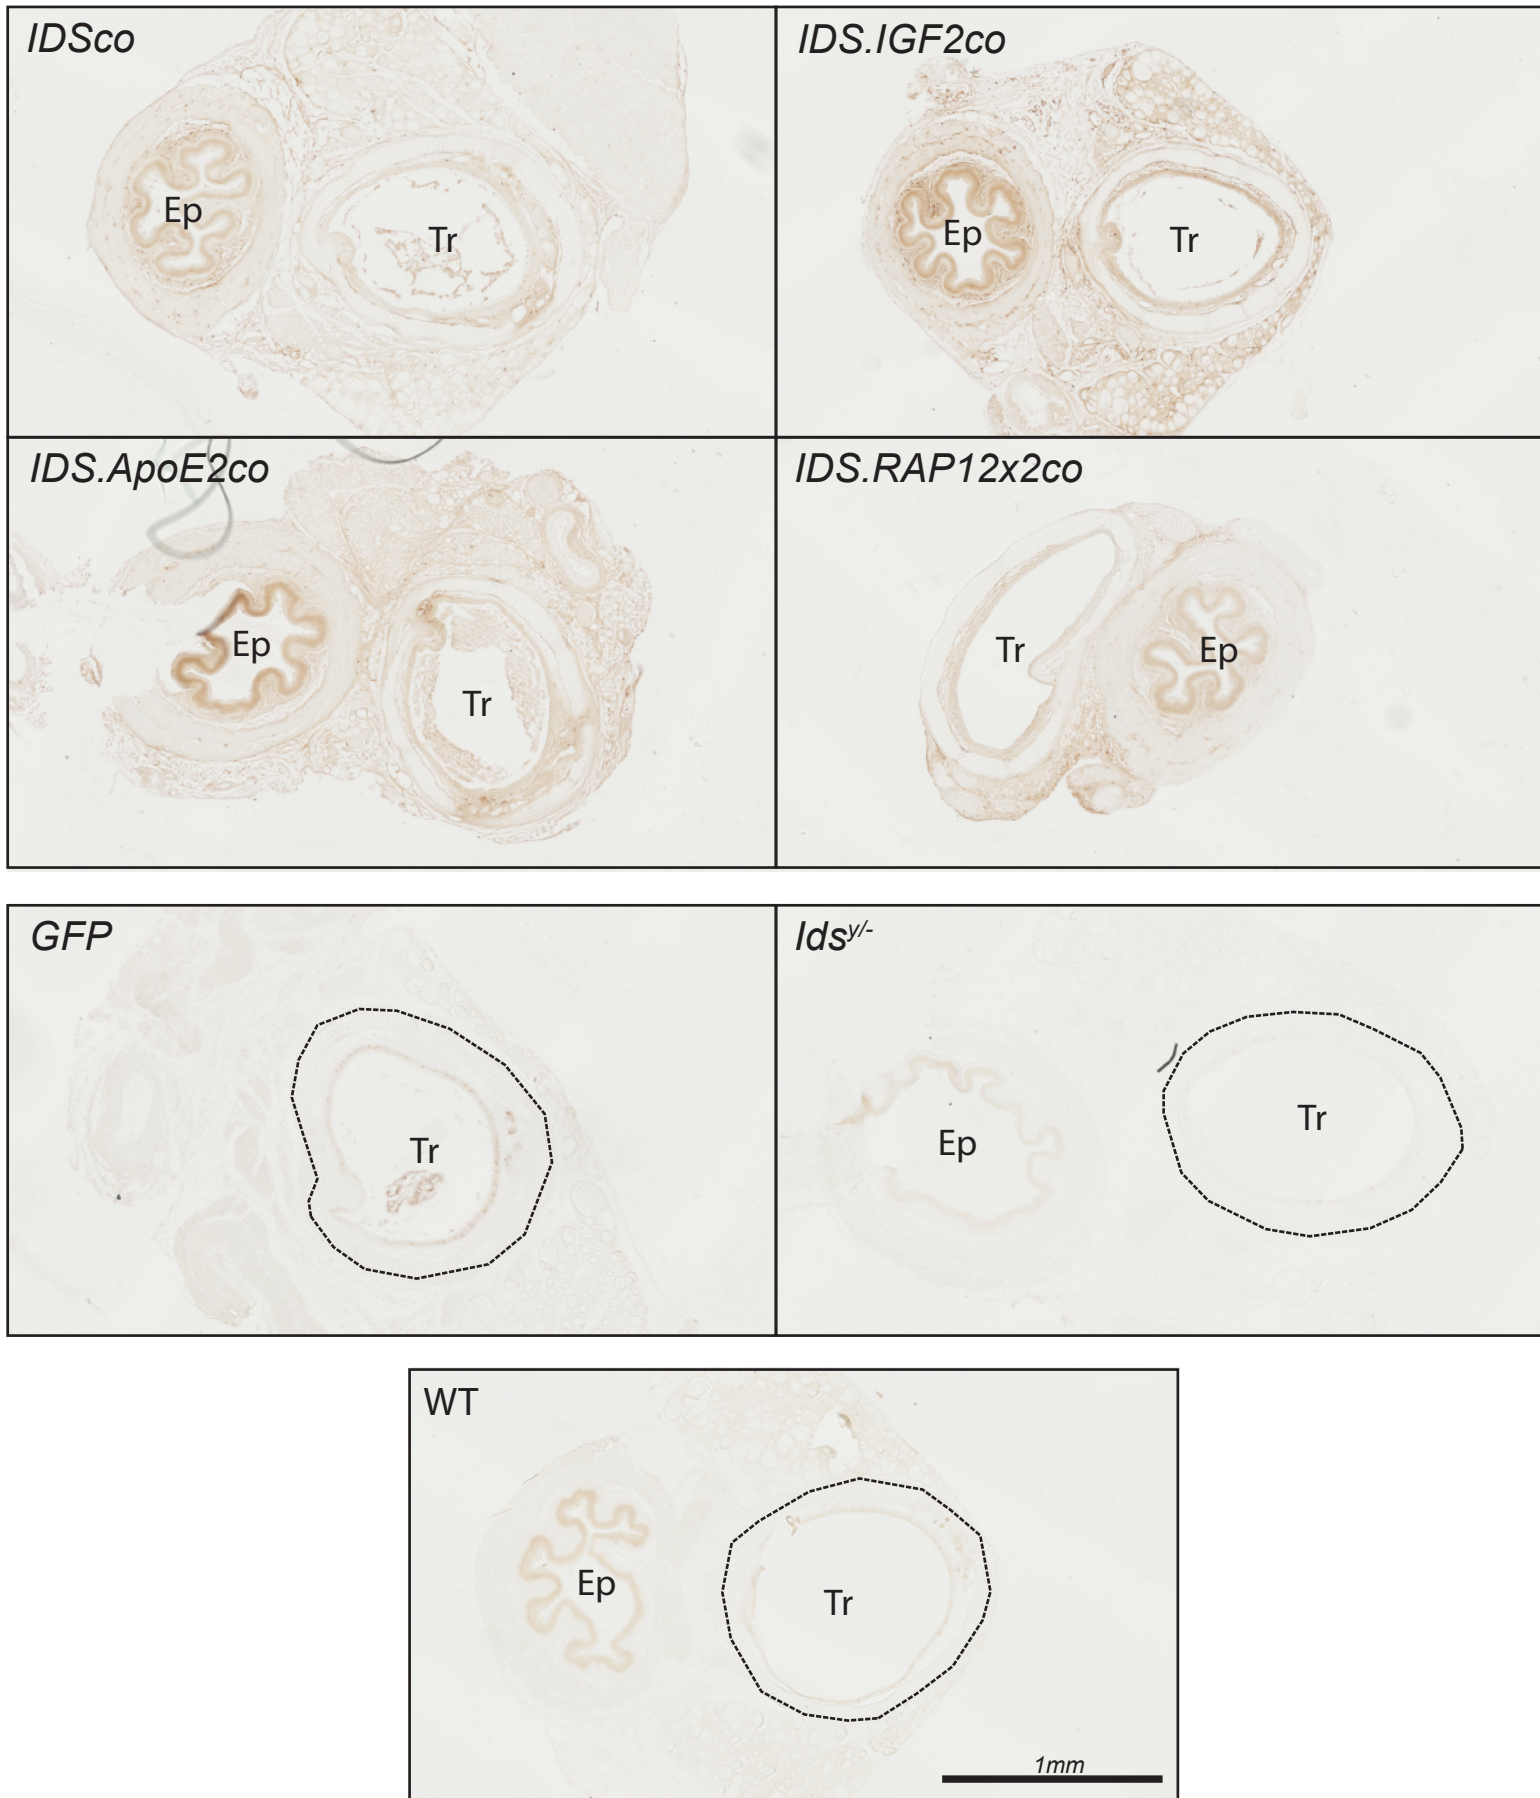 IDSco
IDS.IGF2co
Ep
Tr
Ep
Tr
IDS.ApoE2co
IDS.RAP12x2co
Ep
Tr
Tr
Ep
GFP
Ids^y/-
Tr
Ep
Tr
WT
Ep
Tr
1mm